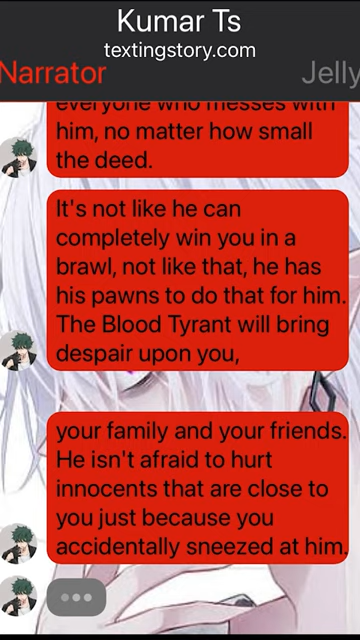 Kumar Ts
textingstory.com
Narrator
Jelly
everyone who messes with
him, no matter how small
the deed.
It's not like he can
completely win you in a
brawl, not like that, he has
his pawns to do that for him.
The Blood Tyrant will bring
despair upon you,
your family and your friends.
He isn't afraid to hurt
innocents that are close to
you just because you
accidentally sneezed at him.